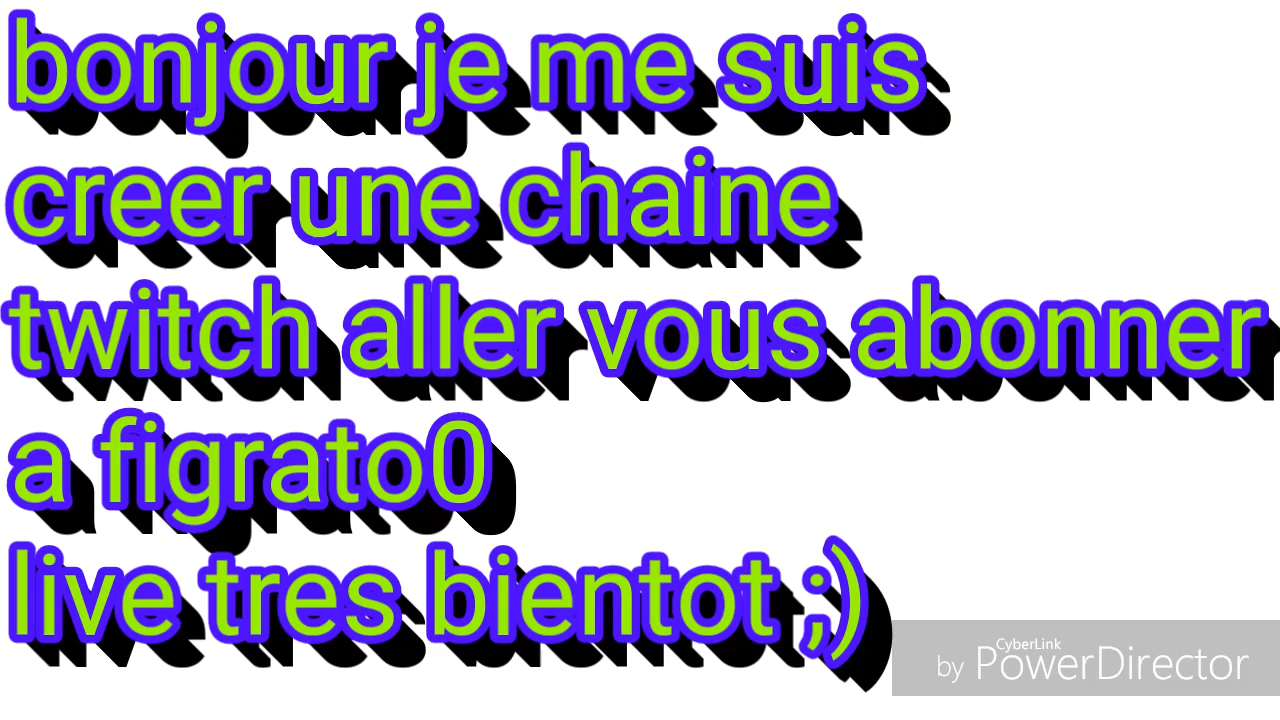 bonjour je me suis
creer une chaine
twitch aller vous abonner
a figrato0
live tres bientot ;)
CyberLink
by PowerDirector